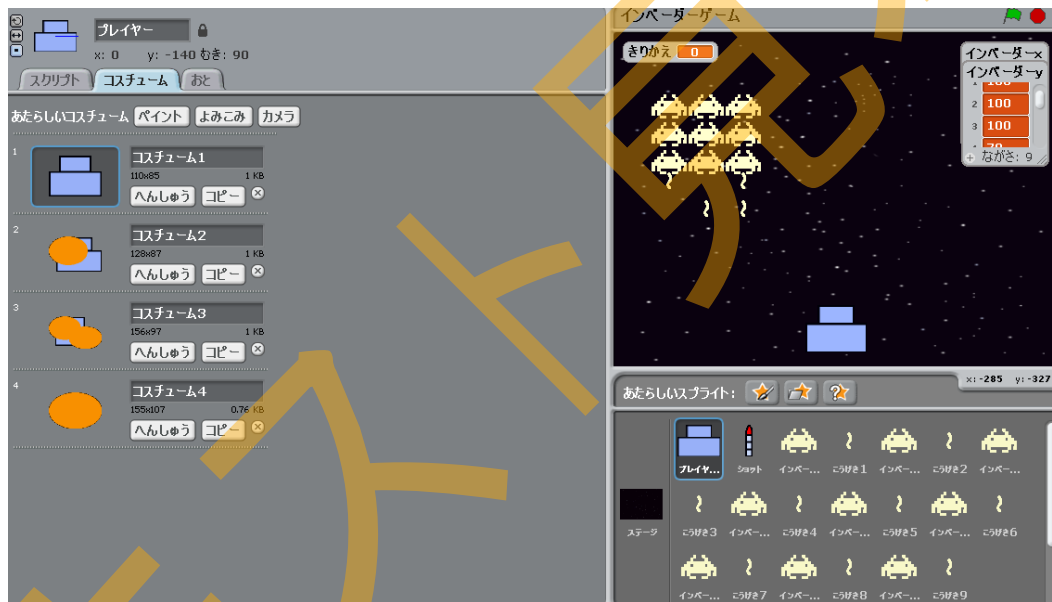 プレイヤー
x: 0 y: -140 むき: 90
スクリプト コスチューム おと
あたらしいコスチューム ペイント よみこみ カメラ
1 コスチューム1
110x85 1 KB
へんしゅう コピー
2 コスチューム2
128x87 1 KB
へんしゅう コピー
3 コスチューム3
156x97 1 KB
へんしゅう コピー
4 コスチューム4
155x107 0.76 KB
へんしゅう コピー
インベーダーゲーム
きりかえ 0
インベーダーx
インベーダーy
1 100
2 100
3 100
ながさ: 9
x: -285 y: -327
あたらしいスプライト:
プレイヤ... ショット インベー... こうげき1 インベー... こうげき2 インベー...
ステージ こうげき3 インベー... こうげき4 インベー... こうげき5 インベー... こうげき6
インベー... こうげき7 インベー... こうげき8 インベー... こうげき9